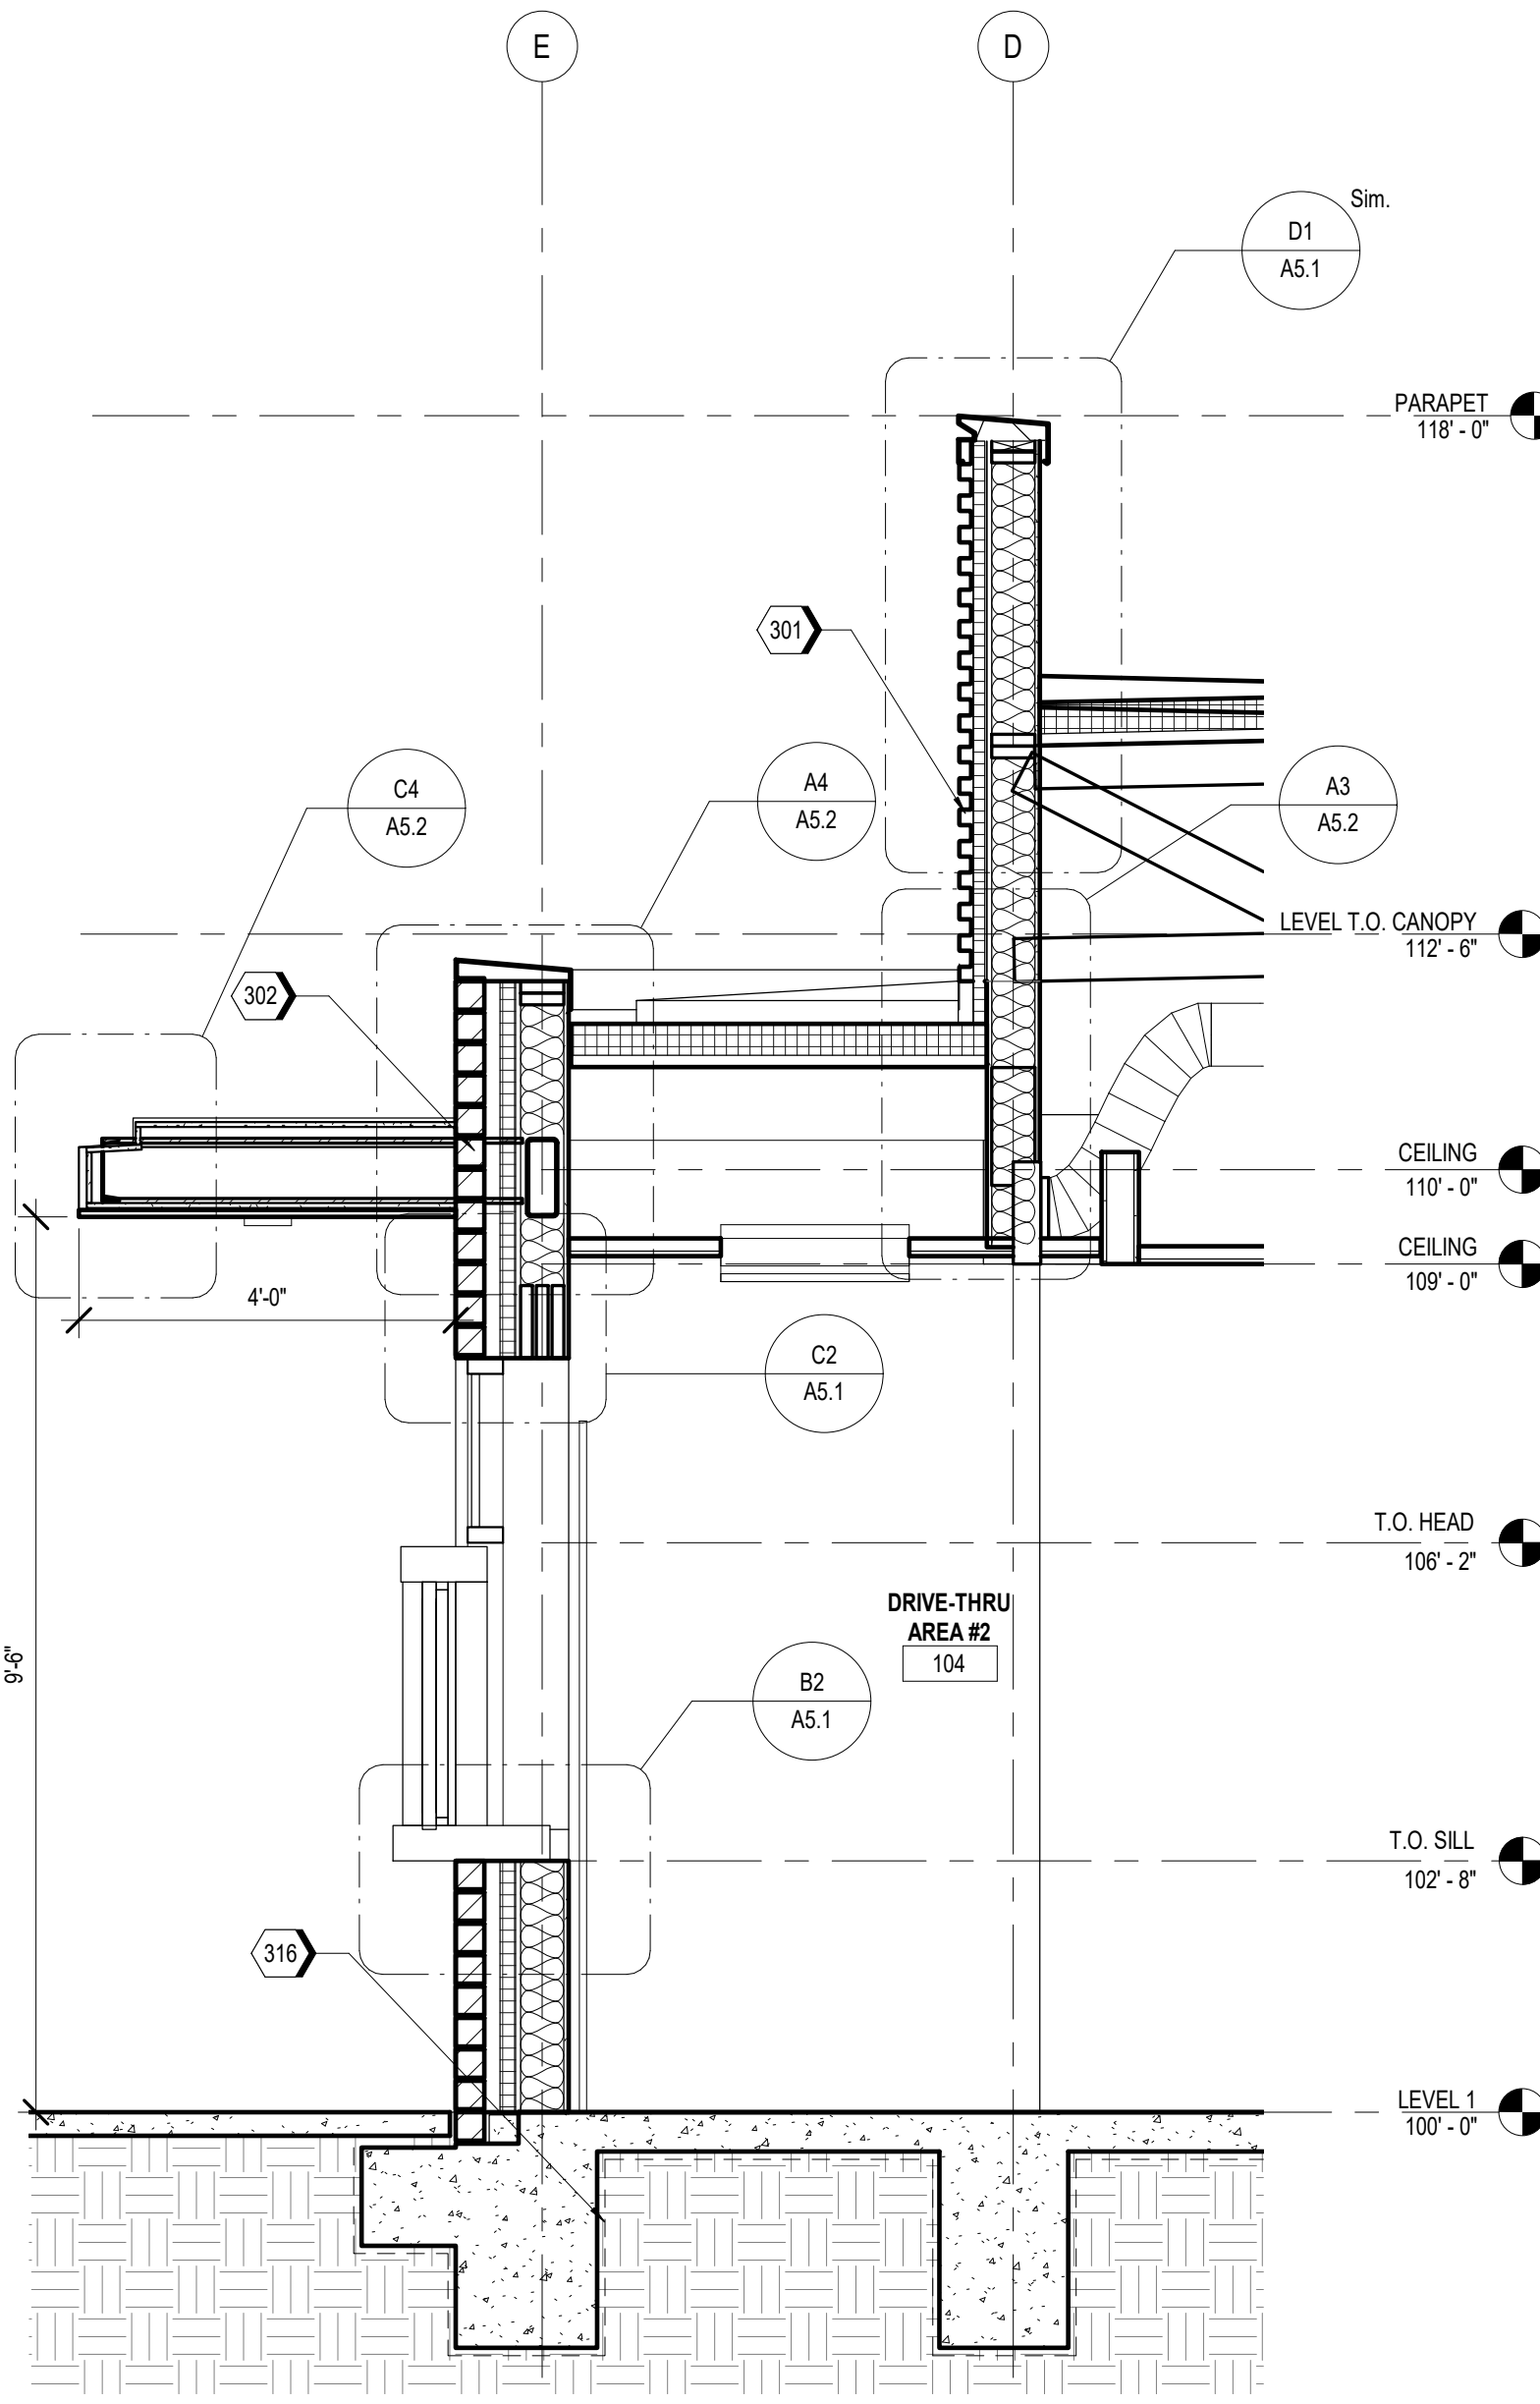 E
D
Sim.
D1
A5.1
PARAPET
118' - 0"
301
C4
A5.2
A4
A5.2
A3
A5.2
LEVEL T.O. CANOPY
112' - 6"
302
CEILING
110' - 0"
CEILING
109' - 0"
4'-0"
C2
A5.1
T.O. HEAD
106' - 2"
DRIVE-THRU
AREA #2
104
9'-6"
B2
A5.1
T.O. SILL
102' - 8"
316
LEVEL 1
100' - 0"